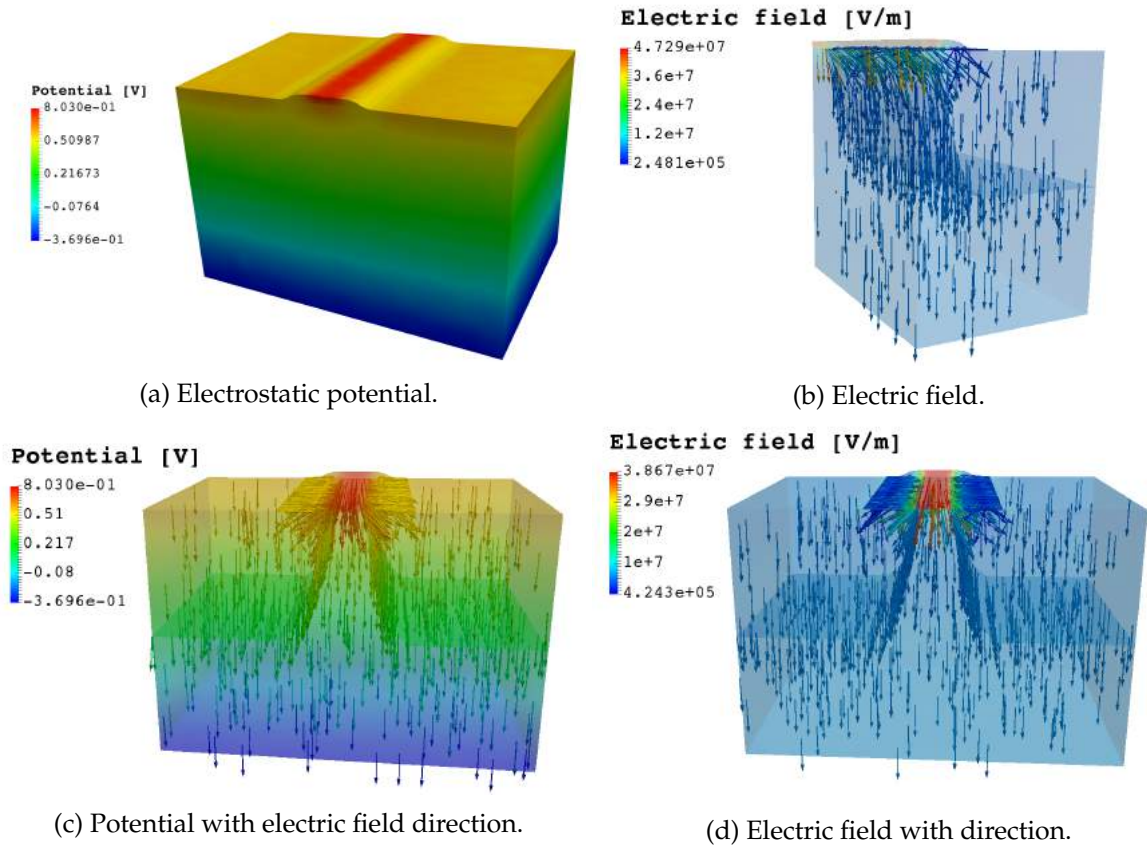 Potential [V]
8.030e-01
0.50987
0.21673
-0.0764
-3.696e-01
(a) Electrostatic potential.
Electric field [V/m]
4.729e+07
3.6e+7
2.4e+7
1.2e+7
2.481e+05
(b) Electric field.
Potential [V]
8.030e-01
0.51
0.217
-0.08
-3.696e-01
(c) Potential with electric field direction.
Electric field [V/m]
3.867e+07
2.9e+7
2e+7
1e+7
4.243e+05
(d) Electric field with direction.